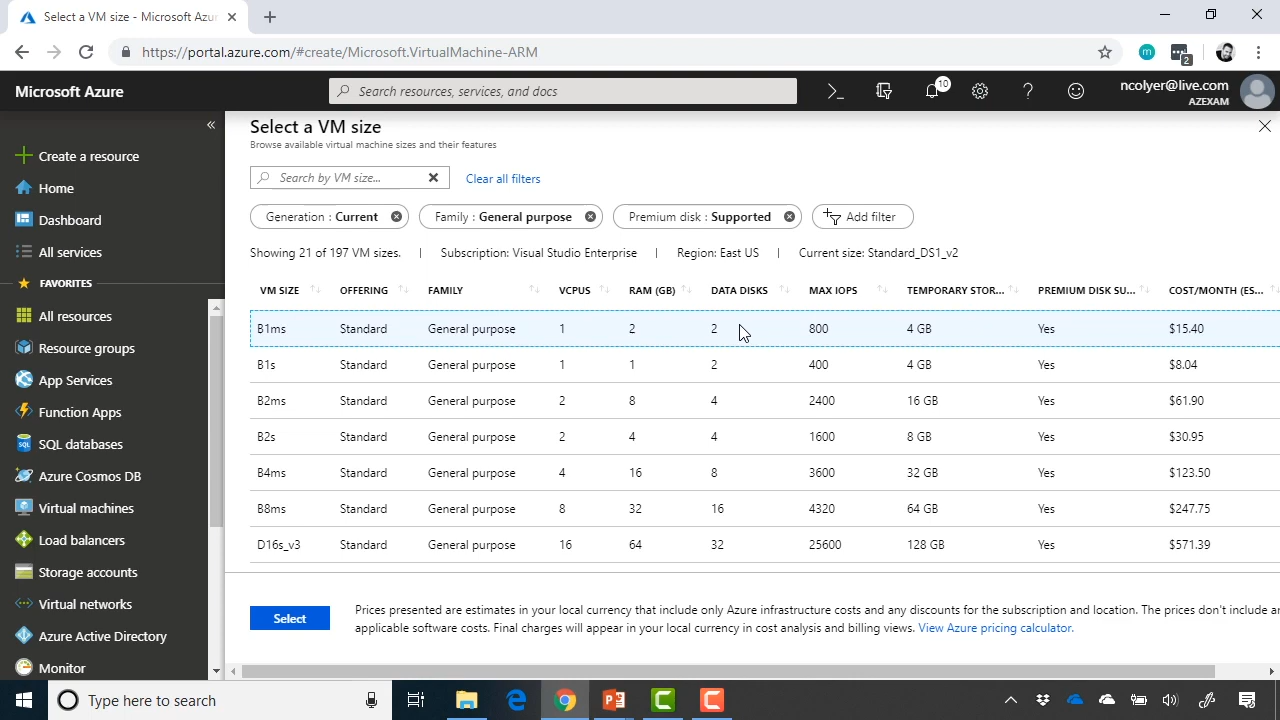 Select a VM size - Microsoft Azur
https://portal.azure.com/#create/Microsoft.VirtualMachine-ARM
m
2
Microsoft Azure
Search resources, services, and docs
10
ncolyer@live.com
AZEXAM
Create a resource
Home
Dashboard
All services
FAVORITES
All resources
Resource groups
App Services
Function Apps
SQL databases
Azure Cosmos DB
Virtual machines
Load balancers
Storage accounts
Virtual networks
Azure Active Directory
Monitor
Select a VM size
Browse available virtual machine sizes and their features
Search by VM size...
Clear all filters
Generation : Current
Family : General purpose
Premium disk : Supported
Add filter
Showing 21 of 197 VM sizes. | Subscription: Visual Studio Enterprise | Region: East US | Current size: Standard_DS1_v2
VM SIZE OFFERING FAMILY VCPUS RAM (GB) DATA DISKS MAX IOPS TEMPORARY STOR... PREMIUM DISK SU... COST/MONTH (ES...
B1ms Standard General purpose 1 2 2 800 4 GB Yes $15.40
B1s Standard General purpose 1 1 2 400 4 GB Yes $8.04
B2ms Standard General purpose 2 8 4 2400 16 GB Yes $61.90
B2s Standard General purpose 2 4 4 1600 8 GB Yes $30.95
B4ms Standard General purpose 4 16 8 3600 32 GB Yes $123.50
B8ms Standard General purpose 8 32 16 4320 64 GB Yes $247.75
D16s_v3 Standard General purpose 16 64 32 25600 128 GB Yes $571.39
Select
Prices presented are estimates in your local currency that include only Azure infrastructure costs and any discounts for the subscription and location. The prices don't include an
applicable software costs. Final charges will appear in your local currency in cost analysis and billing views. View Azure pricing calculator.
Type here to search